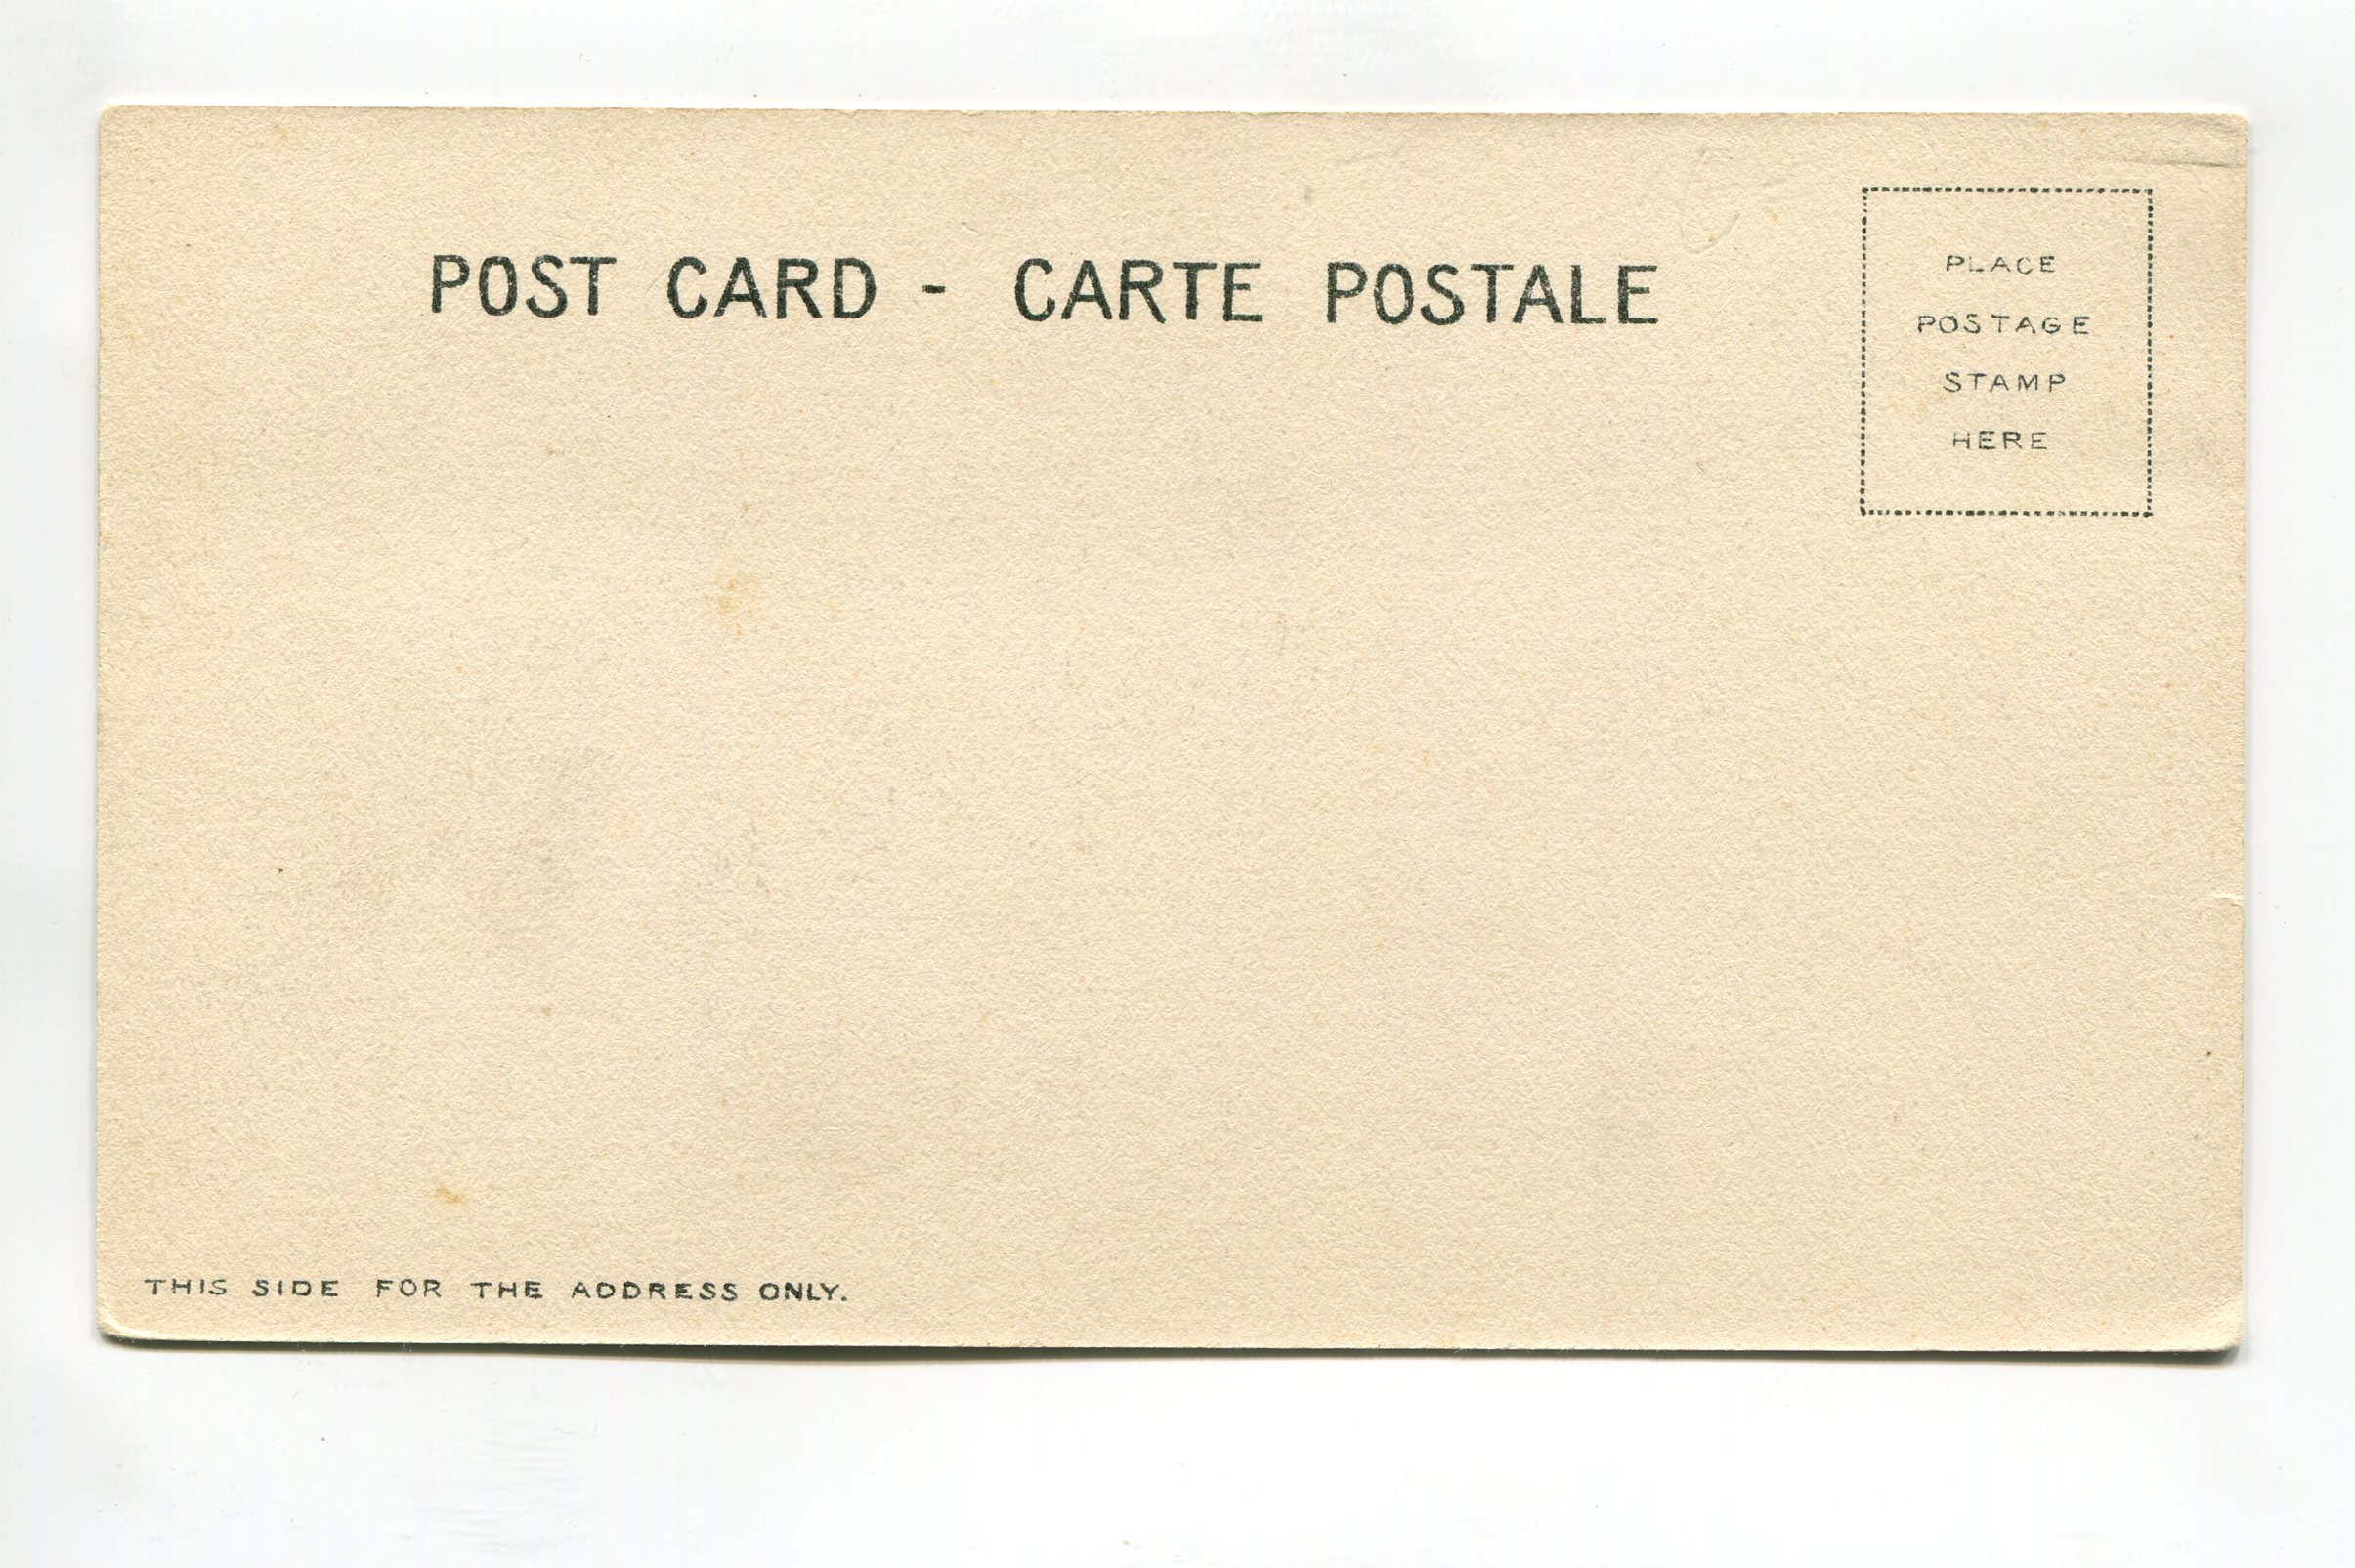 POST CARD - CARTE POSTALE
PLACE
POSTAGE
STAMP
HERE
THIS SIDE FOR THE ADDRESS ONLY.